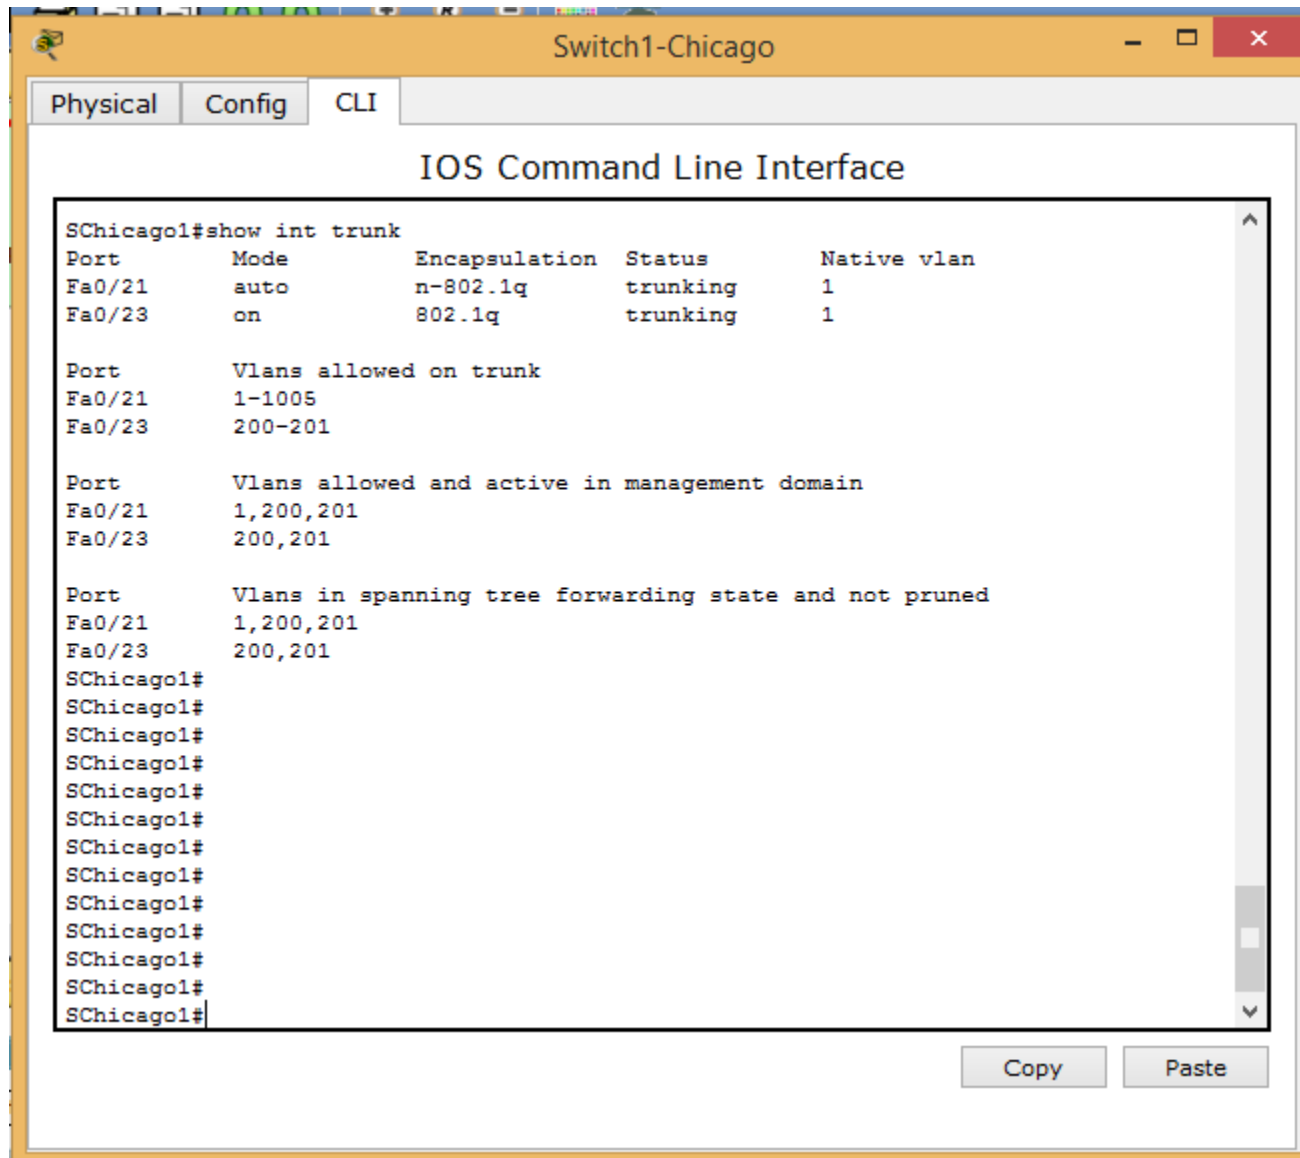 Switch1-Chicago
Physical Config CLI
IOS Command Line Interface
SChicago1#show int trunk
Port Mode Encapsulation Status Native vlan
Fa0/21 auto n-802.1q trunking 1
Fa0/23 on 802.1q trunking 1
Port Vlans allowed on trunk
Fa0/21 1-1005
Fa0/23 200-201
Port Vlans allowed and active in management domain
Fa0/21 1,200,201
Fa0/23 200,201
Port Vlans in spanning tree forwarding state and not pruned
Fa0/21 1,200,201
Fa0/23 200,201
SChicago1#
SChicago1#
SChicago1#
SChicago1#
SChicago1#
SChicago1#
SChicago1#
SChicago1#
SChicago1#
SChicago1#
SChicago1#
SChicago1#
SChicago1#
Copy Paste